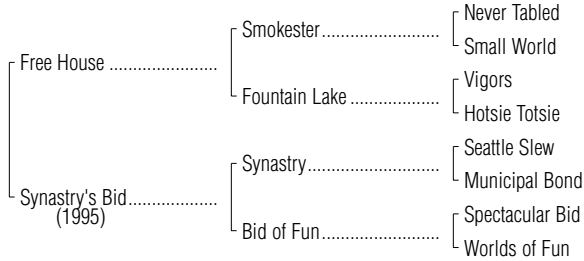 Never Tabled
Smokester
Small World
Free House
Vigors
Fountain Lake
Hotsie Totsie
Seattle Slew
Synastry
Municipal Bond
Synastry's Bid
(1995)
Spectacular Bid
Bid of Fun
Worlds of Fun